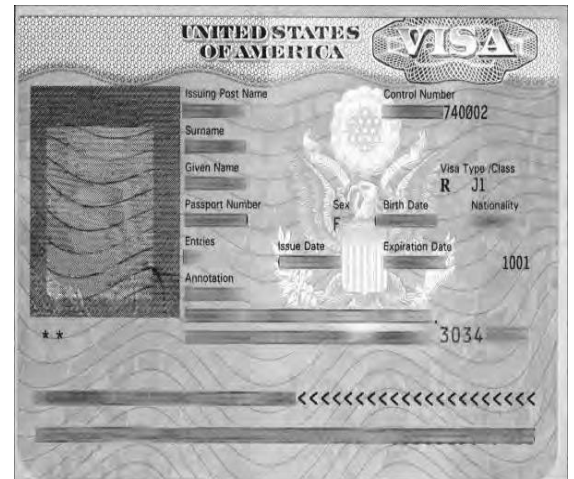 UNITED STATES
OF AMERICA
VISA
Issuing Post Name
Control Number
740002
Surname
Given Name
Visa Type /Class
R J1
Passport Number
Sex
F
Birth Date
Nationality
Entries
Issue Date
Expiration Date
1001
Annotation
**
3034
<<<<<<<<<<<<<<<<<<<<<<